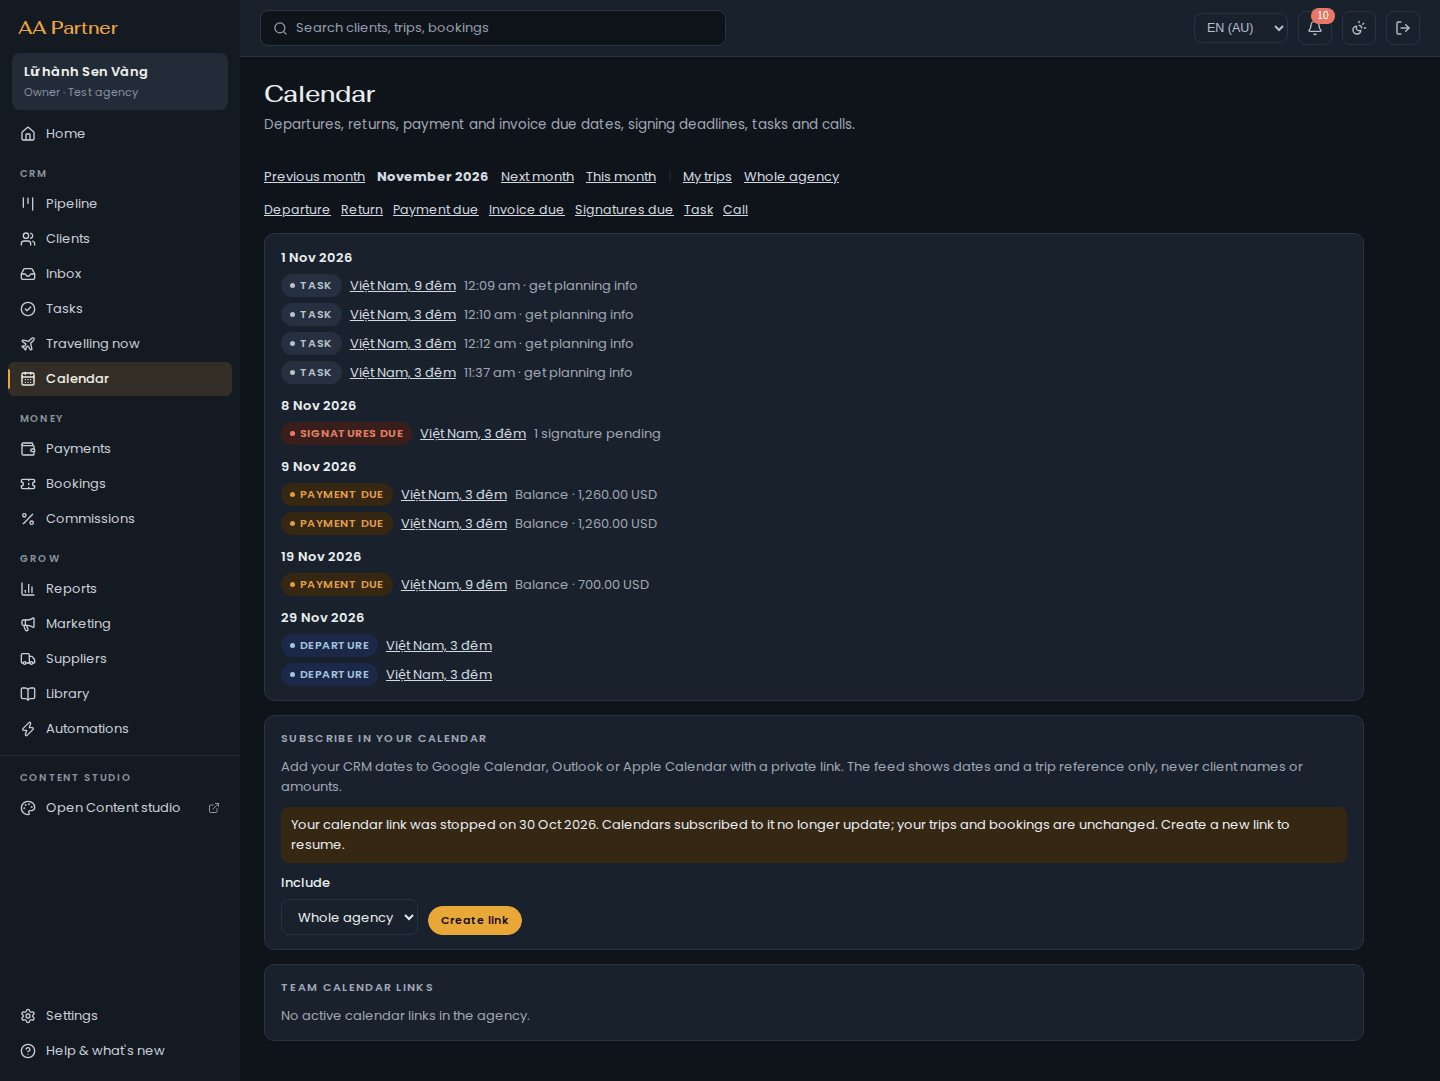 AA Partner
Lữ hành Sen Vàng
Owner · Test agency
Home
CRM
Pipeline
Clients
Inbox
Tasks
Travelling now
Calendar
MONEY
Payments
Bookings
Commissions
GROW
Reports
Marketing
Suppliers
Library
Automations
CONTENT STUDIO
Open Content studio
Settings
Help & what's new
Search clients, trips, bookings
EN (AU)
10
Calendar
Departures, returns, payment and invoice due dates, signing deadlines, tasks and calls.
Previous month November 2026 Next month This month | My trips Whole agency
Departure Return Payment due Invoice due Signatures due Task Call
1 Nov 2026
TASK Việt Nam, 9 đêm 12:09 am · get planning info
TASK Việt Nam, 3 đêm 12:10 am · get planning info
TASK Việt Nam, 3 đêm 12:12 am · get planning info
TASK Việt Nam, 3 đêm 11:37 am · get planning info
8 Nov 2026
SIGNATURES DUE Việt Nam, 3 đêm 1 signature pending
9 Nov 2026
PAYMENT DUE Việt Nam, 3 đêm Balance · 1,260.00 USD
PAYMENT DUE Việt Nam, 3 đêm Balance · 1,260.00 USD
19 Nov 2026
PAYMENT DUE Việt Nam, 9 đêm Balance · 700.00 USD
29 Nov 2026
DEPARTURE Việt Nam, 3 đêm
DEPARTURE Việt Nam, 3 đêm
SUBSCRIBE IN YOUR CALENDAR
Add your CRM dates to Google Calendar, Outlook or Apple Calendar with a private link. The feed shows dates and a trip reference only, never client names or
amounts.
Your calendar link was stopped on 30 Oct 2026. Calendars subscribed to it no longer update; your trips and bookings are unchanged. Create a new link to
resume.
Include
Whole agency Create link
TEAM CALENDAR LINKS
No active calendar links in the agency.